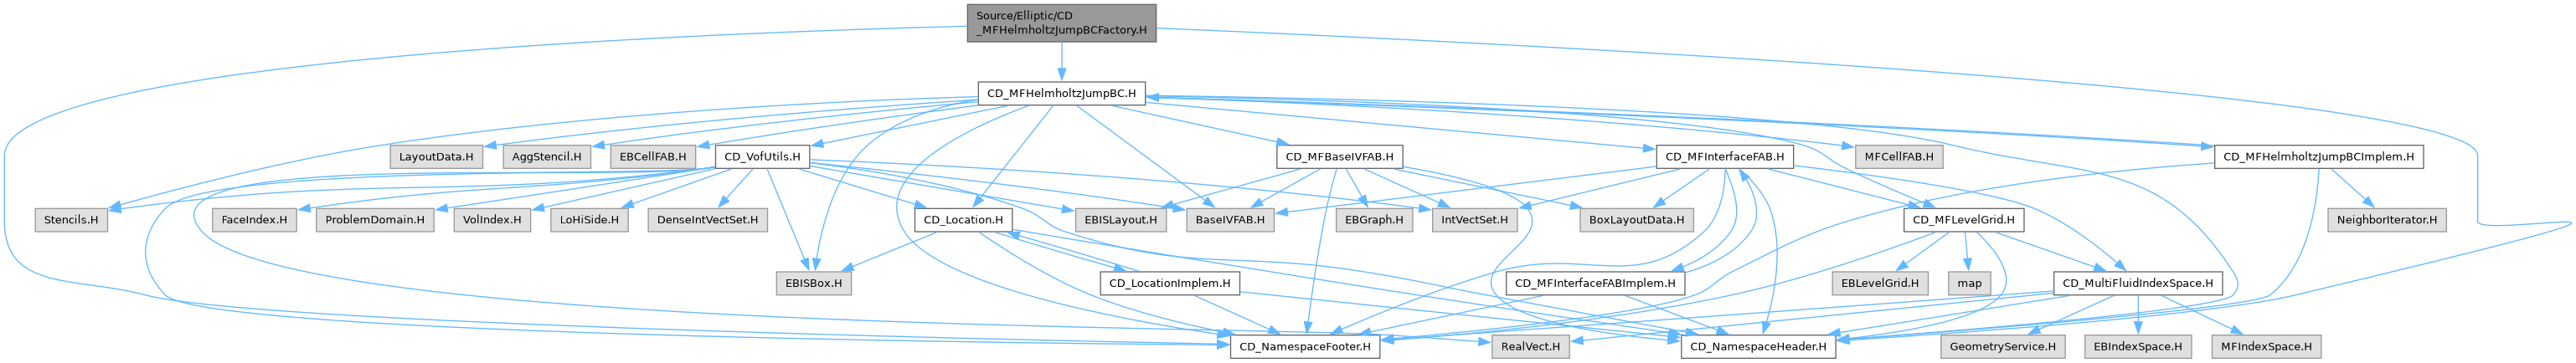 Source/Elliptic/CD
_MFHelmholtzJumpBCFactory.H
CD_MFHelmholtzJumpBC.H
LayoutData.H
AggStencil.H
EBCellFAB.H
CD_VofUtils.H
CD_MFBaseIVFAB.H
CD_MFInterfaceFAB.H
MFCellFAB.H
CD_MFHelmholtzJumpBCImplem.H
Stencils.H
FaceIndex.H
ProblemDomain.H
VolIndex.H
LoHiSide.H
DenseIntVectSet.H
CD_Location.H
EBISLayout.H
BaseIVFAB.H
EBGraph.H
IntVectSet.H
BoxLayoutData.H
CD_MFLevelGrid.H
NeighborIterator.H
EBISBox.H
CD_LocationImplem.H
CD_MFInterfaceFABImplem.H
EBLevelGrid.H
map
CD_MultiFluidIndexSpace.H
CD_NamespaceFooter.H
RealVect.H
CD_NamespaceHeader.H
GeometryService.H
EBIndexSpace.H
MFIndexSpace.H